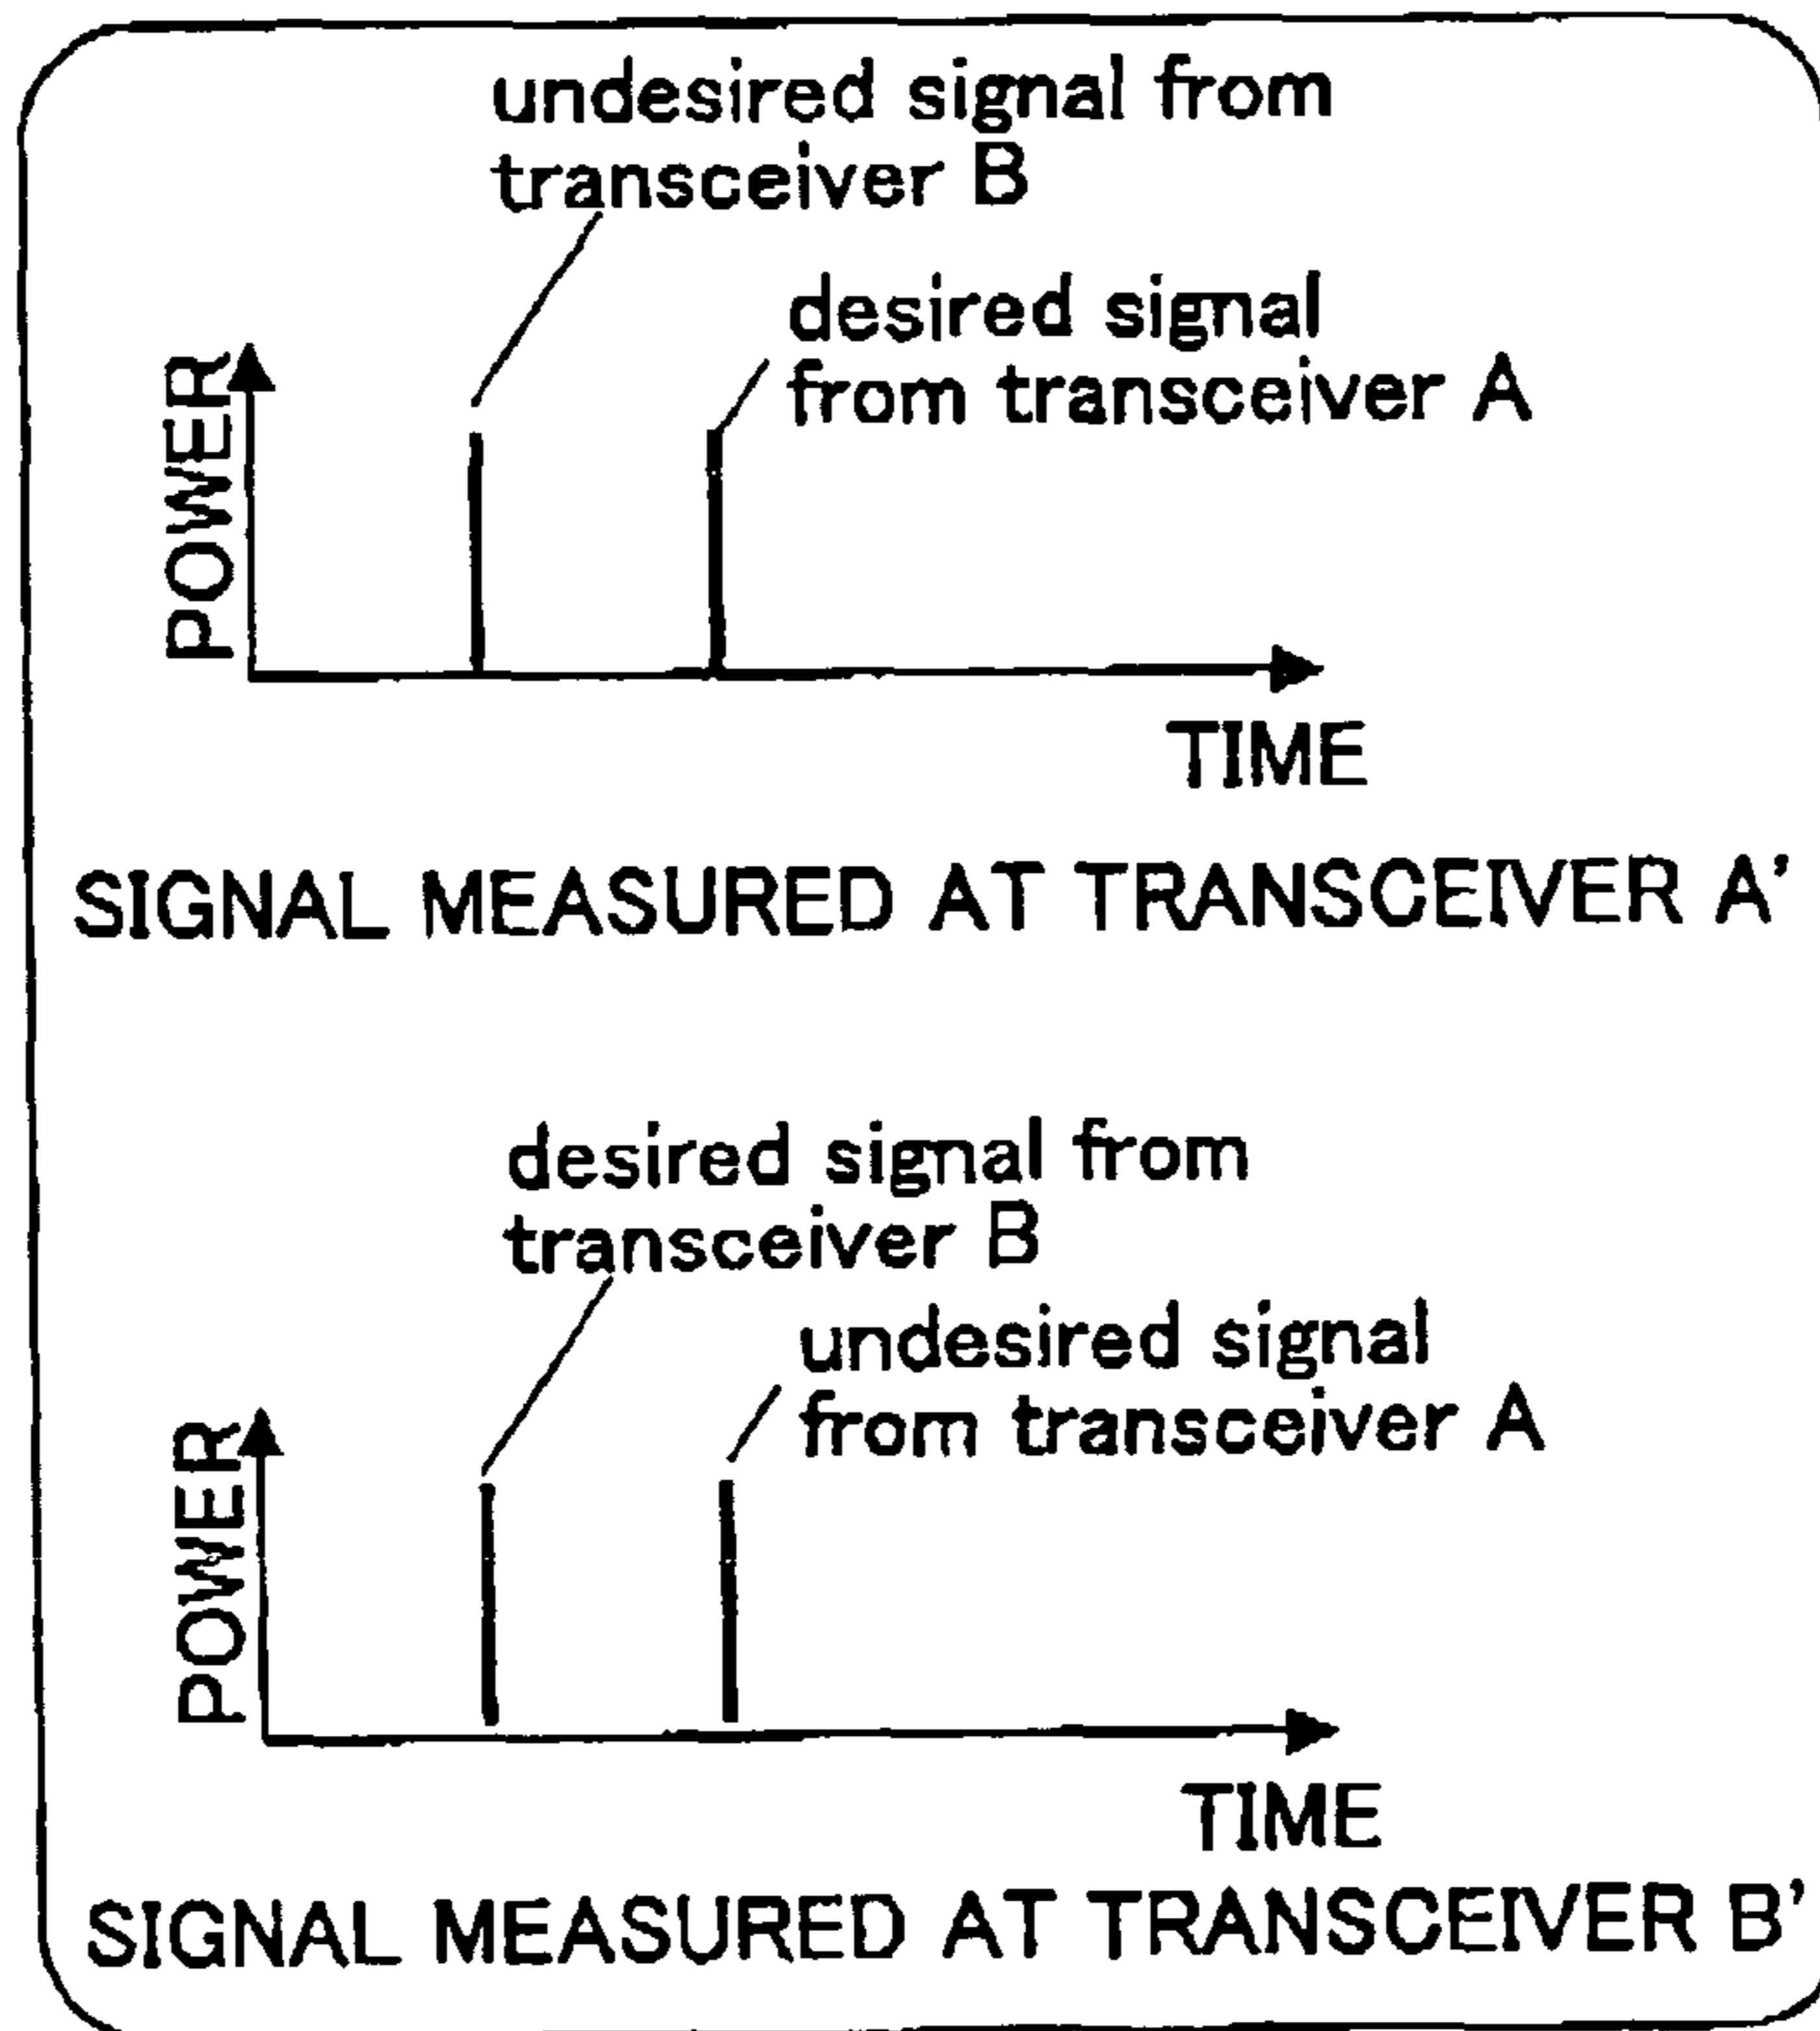 undesired signal from
transceiver B
desired signal
from transceiver A
POWER
TIME
SIGNAL MEASURED AT TRANSCEIVER A'
desired signal from
transceiver B
undesired signal
from transceiver A
POWER
TIME
SIGNAL MEASURED AT TRANSCEIVER B'